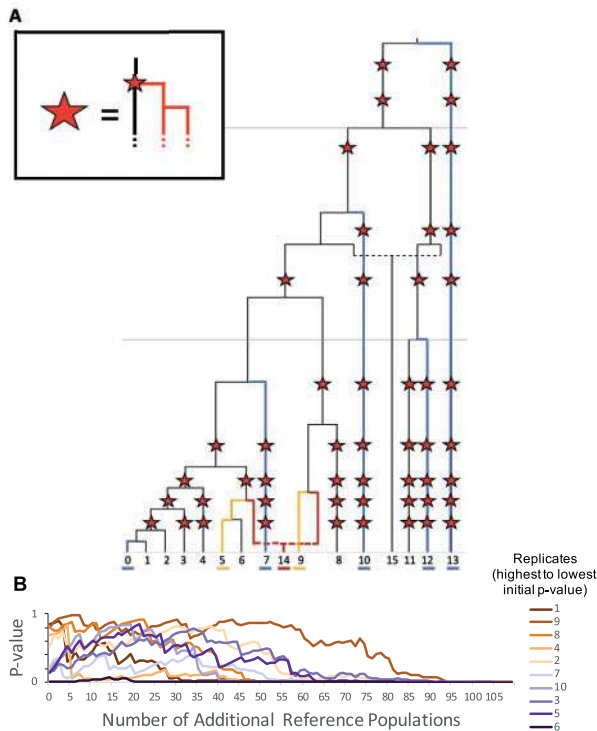 A
=
0 1 2 3 4 5 6 7 14 9 8 10 15 11 12 13
B
Replicates
(highest to lowest
initial p-value)
1
P-value
0
0 5 10 15 20 25 30 35 40 45 50 55 60 65 70 75 80 85 90 95 100 105
Number of Additional Reference Populations
1
9
8
4
2
7
10
3
5
6